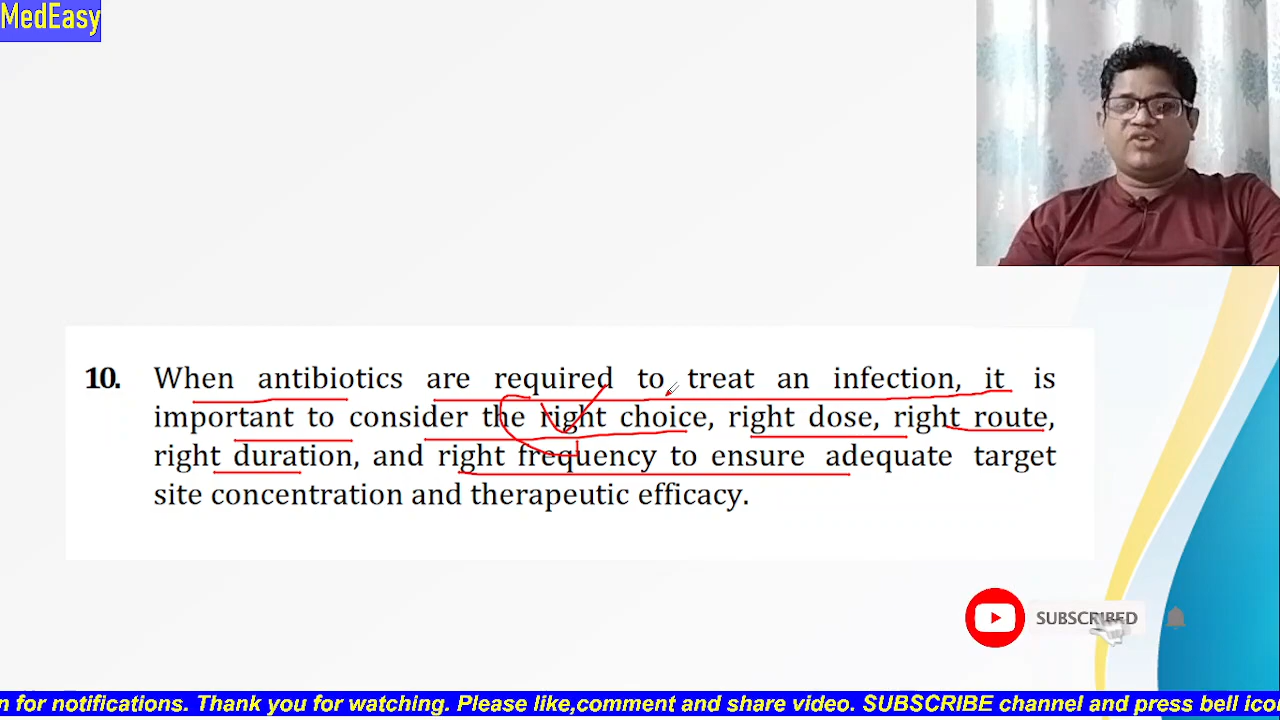 MedEasy
10. When antibiotics are required to treat an infection, it is
important to consider the right choice, right dose, right route,
right duration, and right frequency to ensure adequate target
site concentration and therapeutic efficacy.
SUBSCRIBED
n for notifications. Thank you for watching. Please like,comment and share video. SUBSCRIBE channel and press bell ico